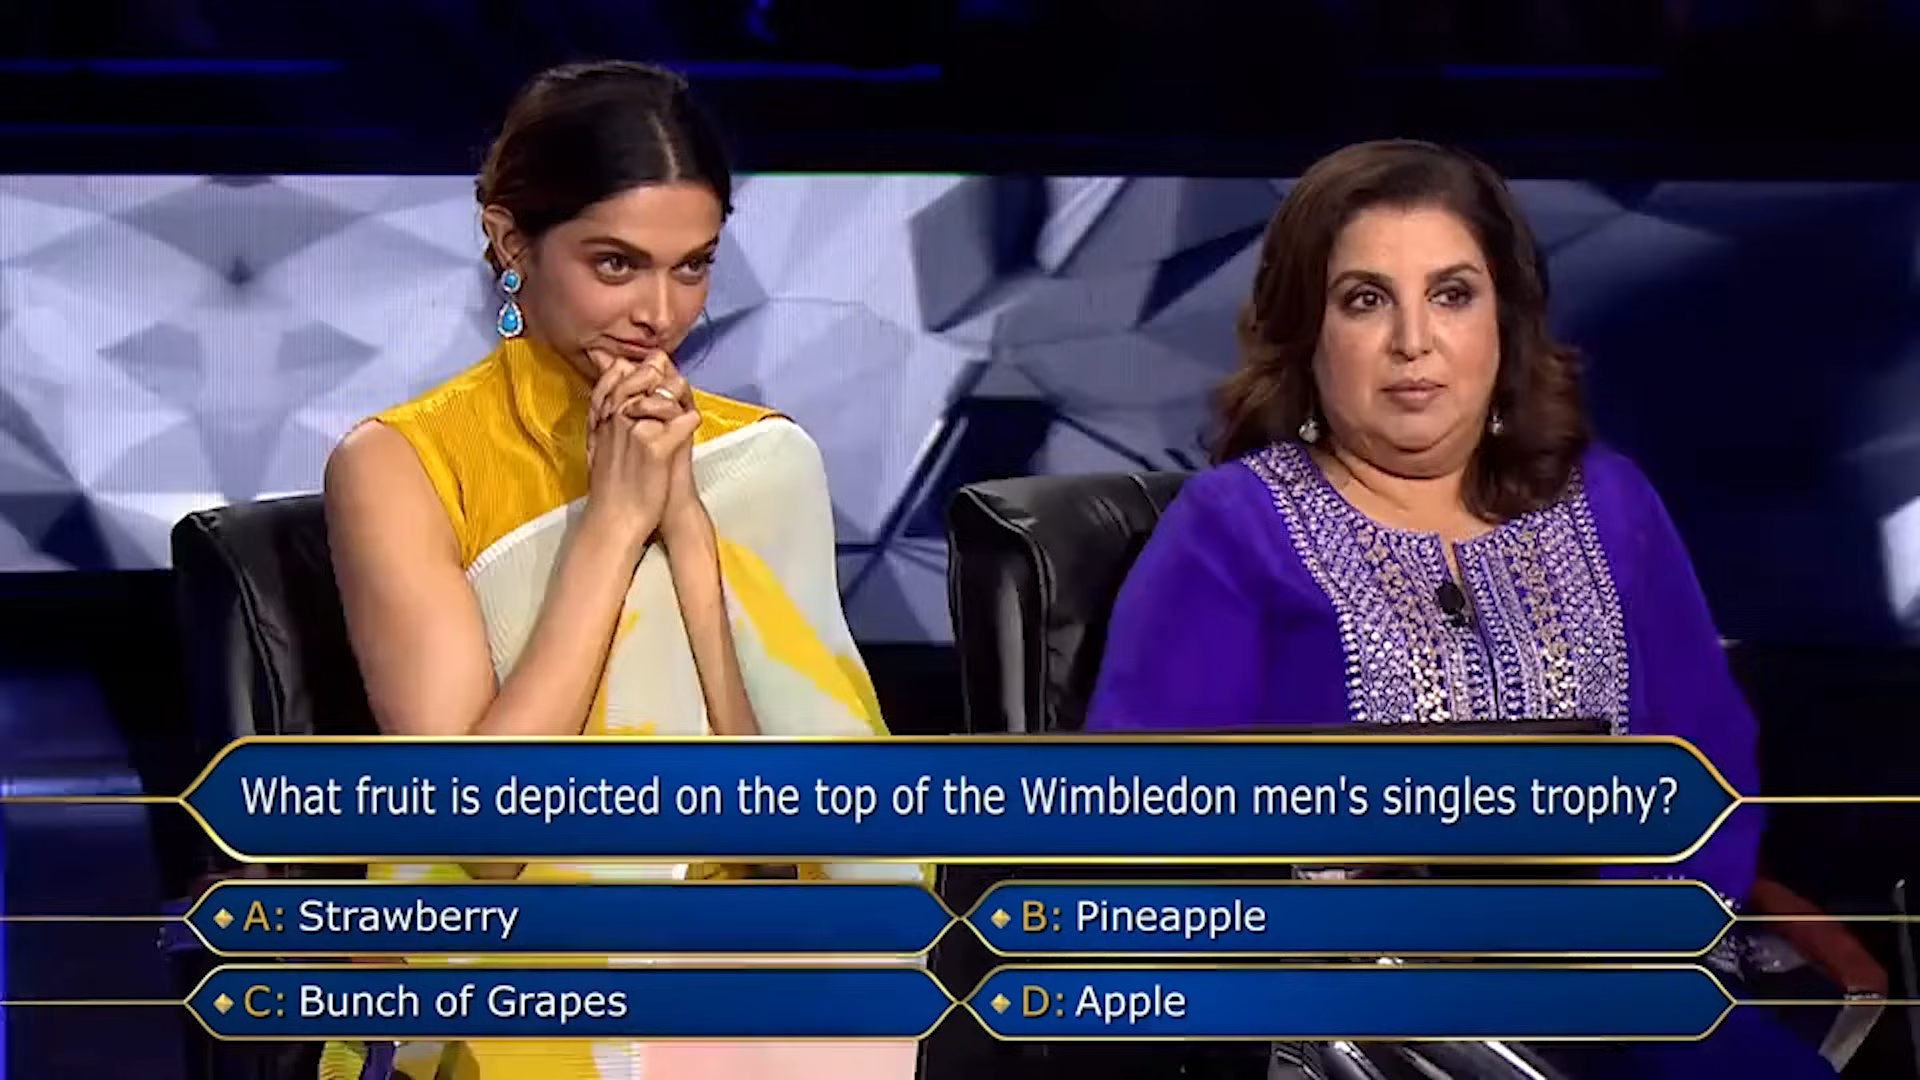 What fruit is depicted on the top of the Wimbledon men's singles trophy?
A: Strawberry
B: Pineapple
C: Bunch of Grapes
D: Apple